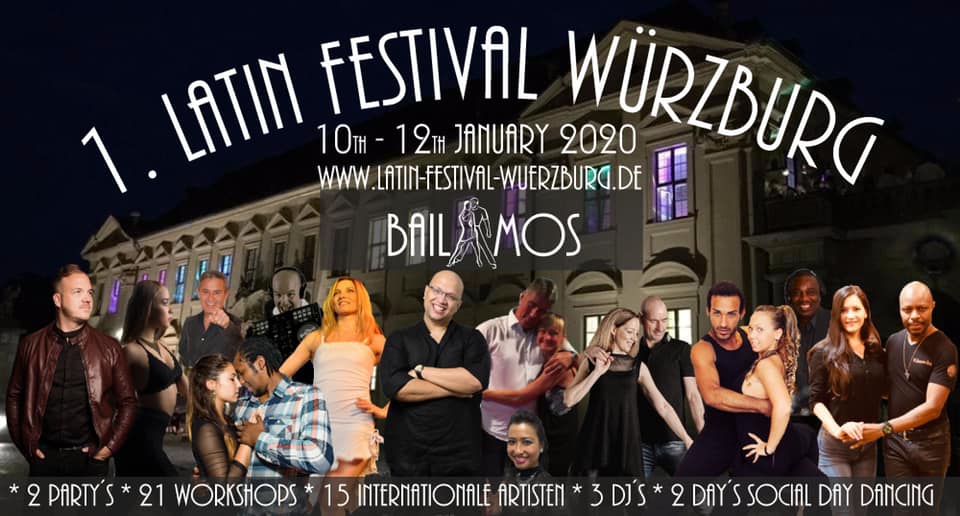 1. LATIN FESTIVAL WÜRZBURG
10TH - 12TH JANUARY 2020
WWW.LATIN-FESTIVAL-WUERZBURG.DE
BAILAMOS
* 2 PARTY´S * 21 WORKSHOPS * 15 INTERNATIONALE ARTISTEN * 3 DJ´S * 2 DAY´S SOCIAL DAY DANCING